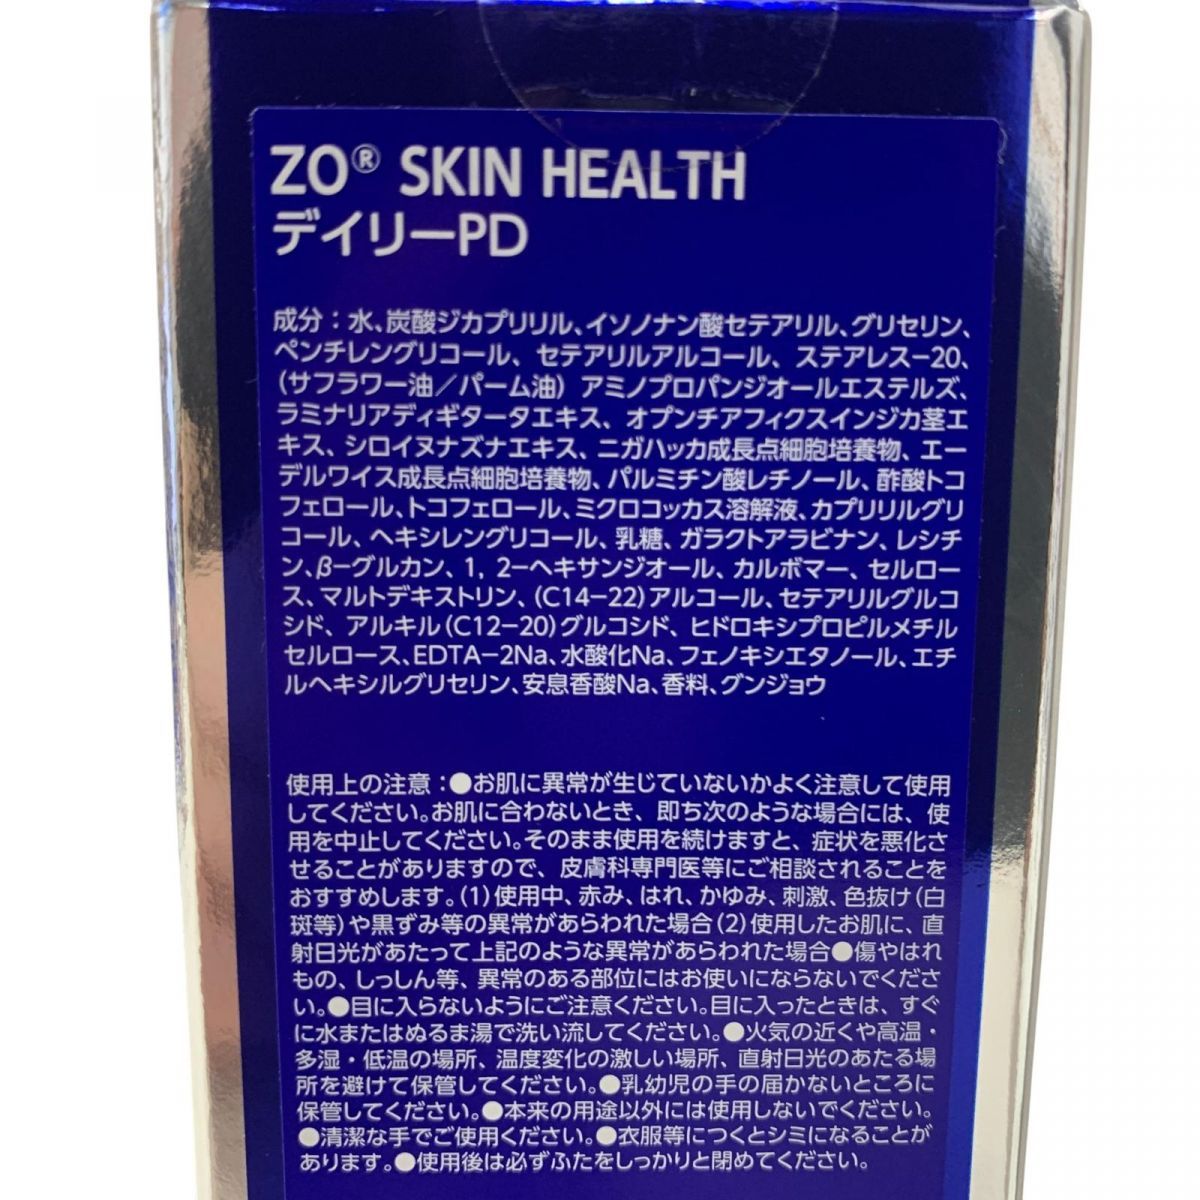 ZO® SKIN HEALTH
デイリーPD
成分：水、炭酸ジカプリリル、イソノナン酸セテアリル、グリセリン、
ペンチレングリコール、セテアリルアルコール、ステアレス−20、
(サフラワー油／パーム油) アミノプロパンジオールエステルズ、
ラミナリアディギタータエキス、オプンチアフィクスインジカ茎エ
キス、シロイヌナズナエキス、ニガハッカ成長点細胞培養物、エー
デルワイス成長点細胞培養物、パルミチン酸レチノール、酢酸トコ
フェロール、トコフェロール、ミクロコッカス溶解液、カプリリルグリ
コール、ヘキシレングリコール、乳糖、ガラクトアラビナン、レシチ
ン、β−グルカン、1, 2−ヘキサンジオール、カルボマー、セルロー
ス、マルトデキストリン、(C14−22)アルコール、セテアリルグルコ
シド、アルキル(C12−20)グルコシド、ヒドロキシプロピルメチル
セルロース、EDTA−2Na、水酸化Na、フェノキシエタノール、エチ
ルヘキシルグリセリン、安息香酸Na、香料、グンジョウ
使用上の注意：●お肌に異常が生じていないかよく注意して使用
してください。お肌に合わないとき、即ち次のような場合には、使
用を中止してください。そのまま使用を続けますと、症状を悪化さ
せることがありますので、皮膚科専門医等にご相談されることを
おすすめします。(1)使用中、赤み、はれ、かゆみ、刺激、色抜け(白
斑等)や黒ずみ等の異常があらわれた場合(2)使用したお肌に、直
射日光があたって上記のような異常があらわれた場合●傷やはれ
もの、しっしん等、異常のある部位にはお使いにならないでくださ
い。●目に入らないようにご注意ください。目に入ったときは、すぐ
に水またはぬるま湯で洗い流してください。●火気の近くや高温・
多湿・低温の場所、温度変化の激しい場所、直射日光のあたる場
所を避けて保管してください。●乳幼児の手の届かないところに
保管してください。●本来の用途以外には使用しないでください。
●清潔な手でご使用ください。●衣服等につくとシミになることが
あります。●使用後は必ずふたをしっかりと閉めてください。